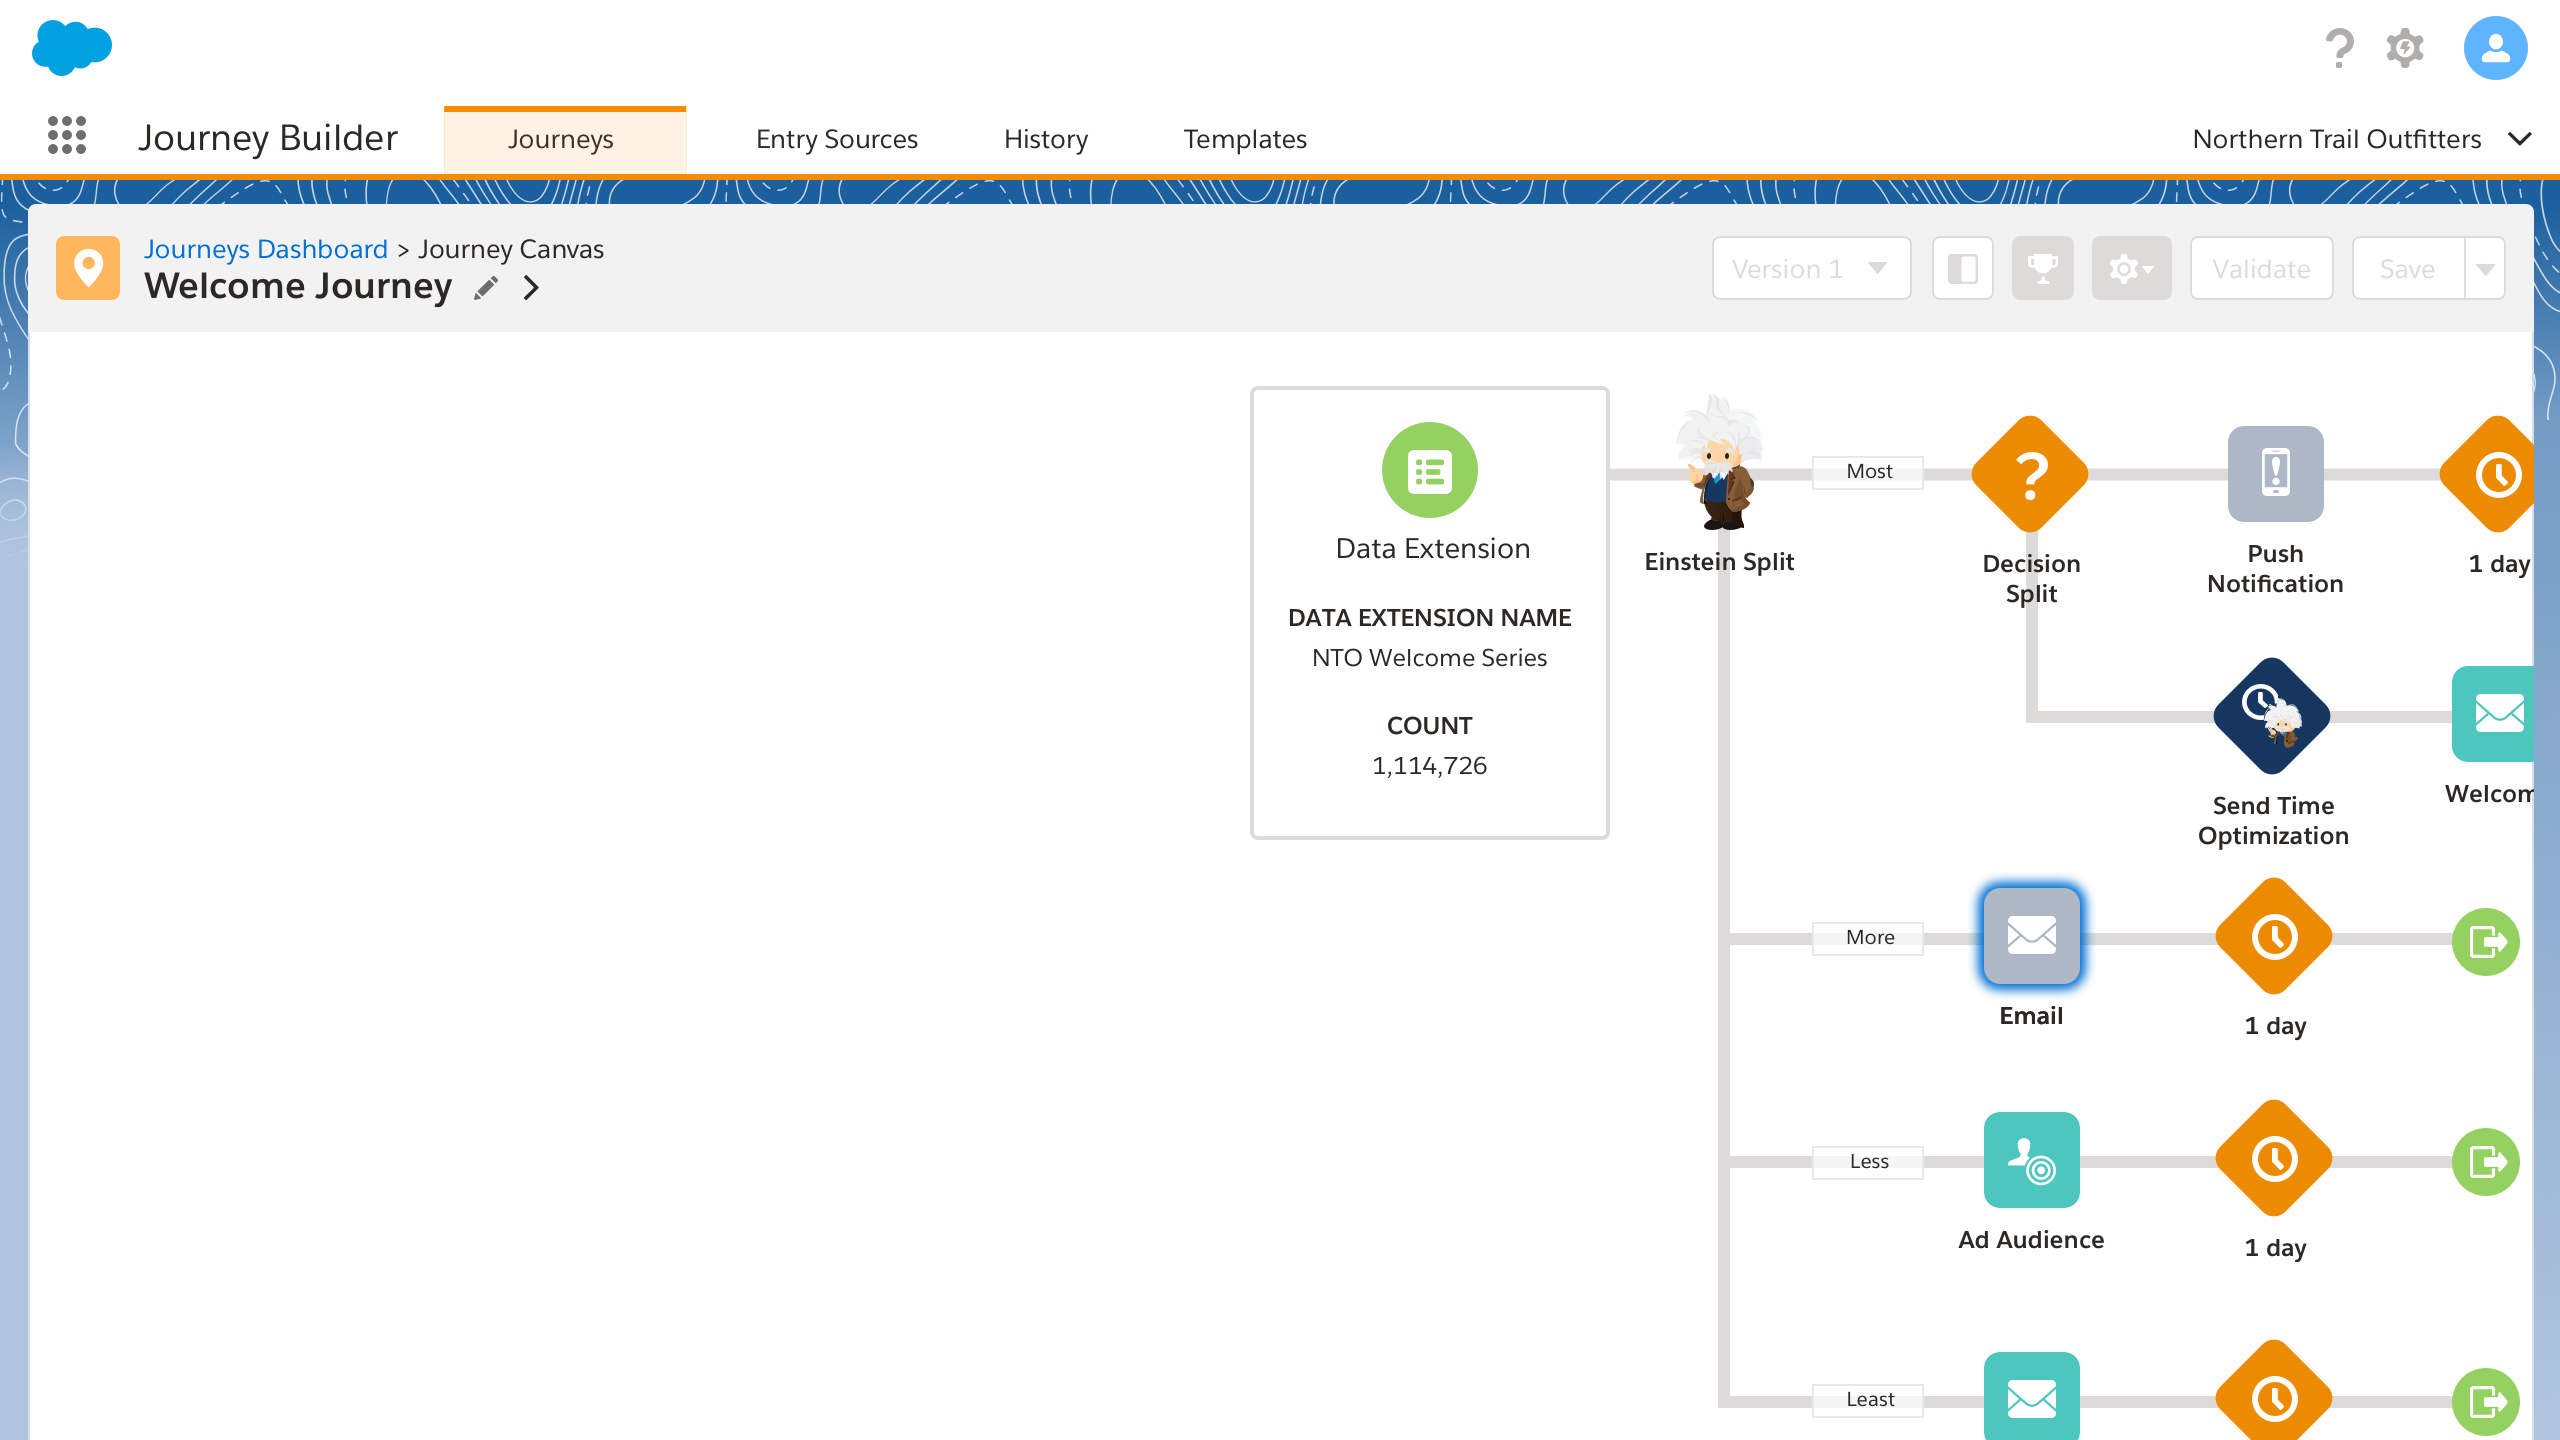 Journey Builder
Journeys
Entry Sources
History
Templates
Northern Trail Outfitters
Journeys Dashboard > Journey Canvas
Welcome Journey
Version 1
Validate
Save
Data Extension
DATA EXTENSION NAME
NTO Welcome Series
COUNT
1,114,726
Einstein Split
Most
Decision
Split
Push
Notification
1 day
Send Time
Optimization
Welcom
More
Email
1 day
Less
Ad Audience
1 day
Least